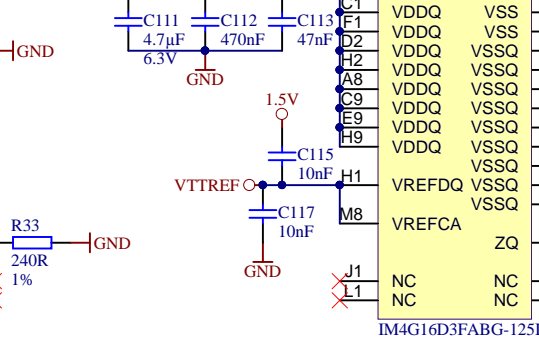 C1 VDDQ VSS
C111 C112 C113 F1 VDDQ VSS
4.7µF 470nF 47nF D2 VDDQ VSSQ
GND 6.3V H2 VDDQ VSSQ
GND A8 VDDQ VSSQ
1.5V C9 VDDQ VSSQ
E9 VDDQ VSSQ
H9 VDDQ VSSQ
C115 VSSQ
10nF
VTTREF H1 VREFDQ VSSQ
VSSQ
C117 M8 VREFCA
10nF
R33 GND ZQ
240R
1%
GND
J1 NC NC
L1 NC NC
IM4G16D3FABG-125I